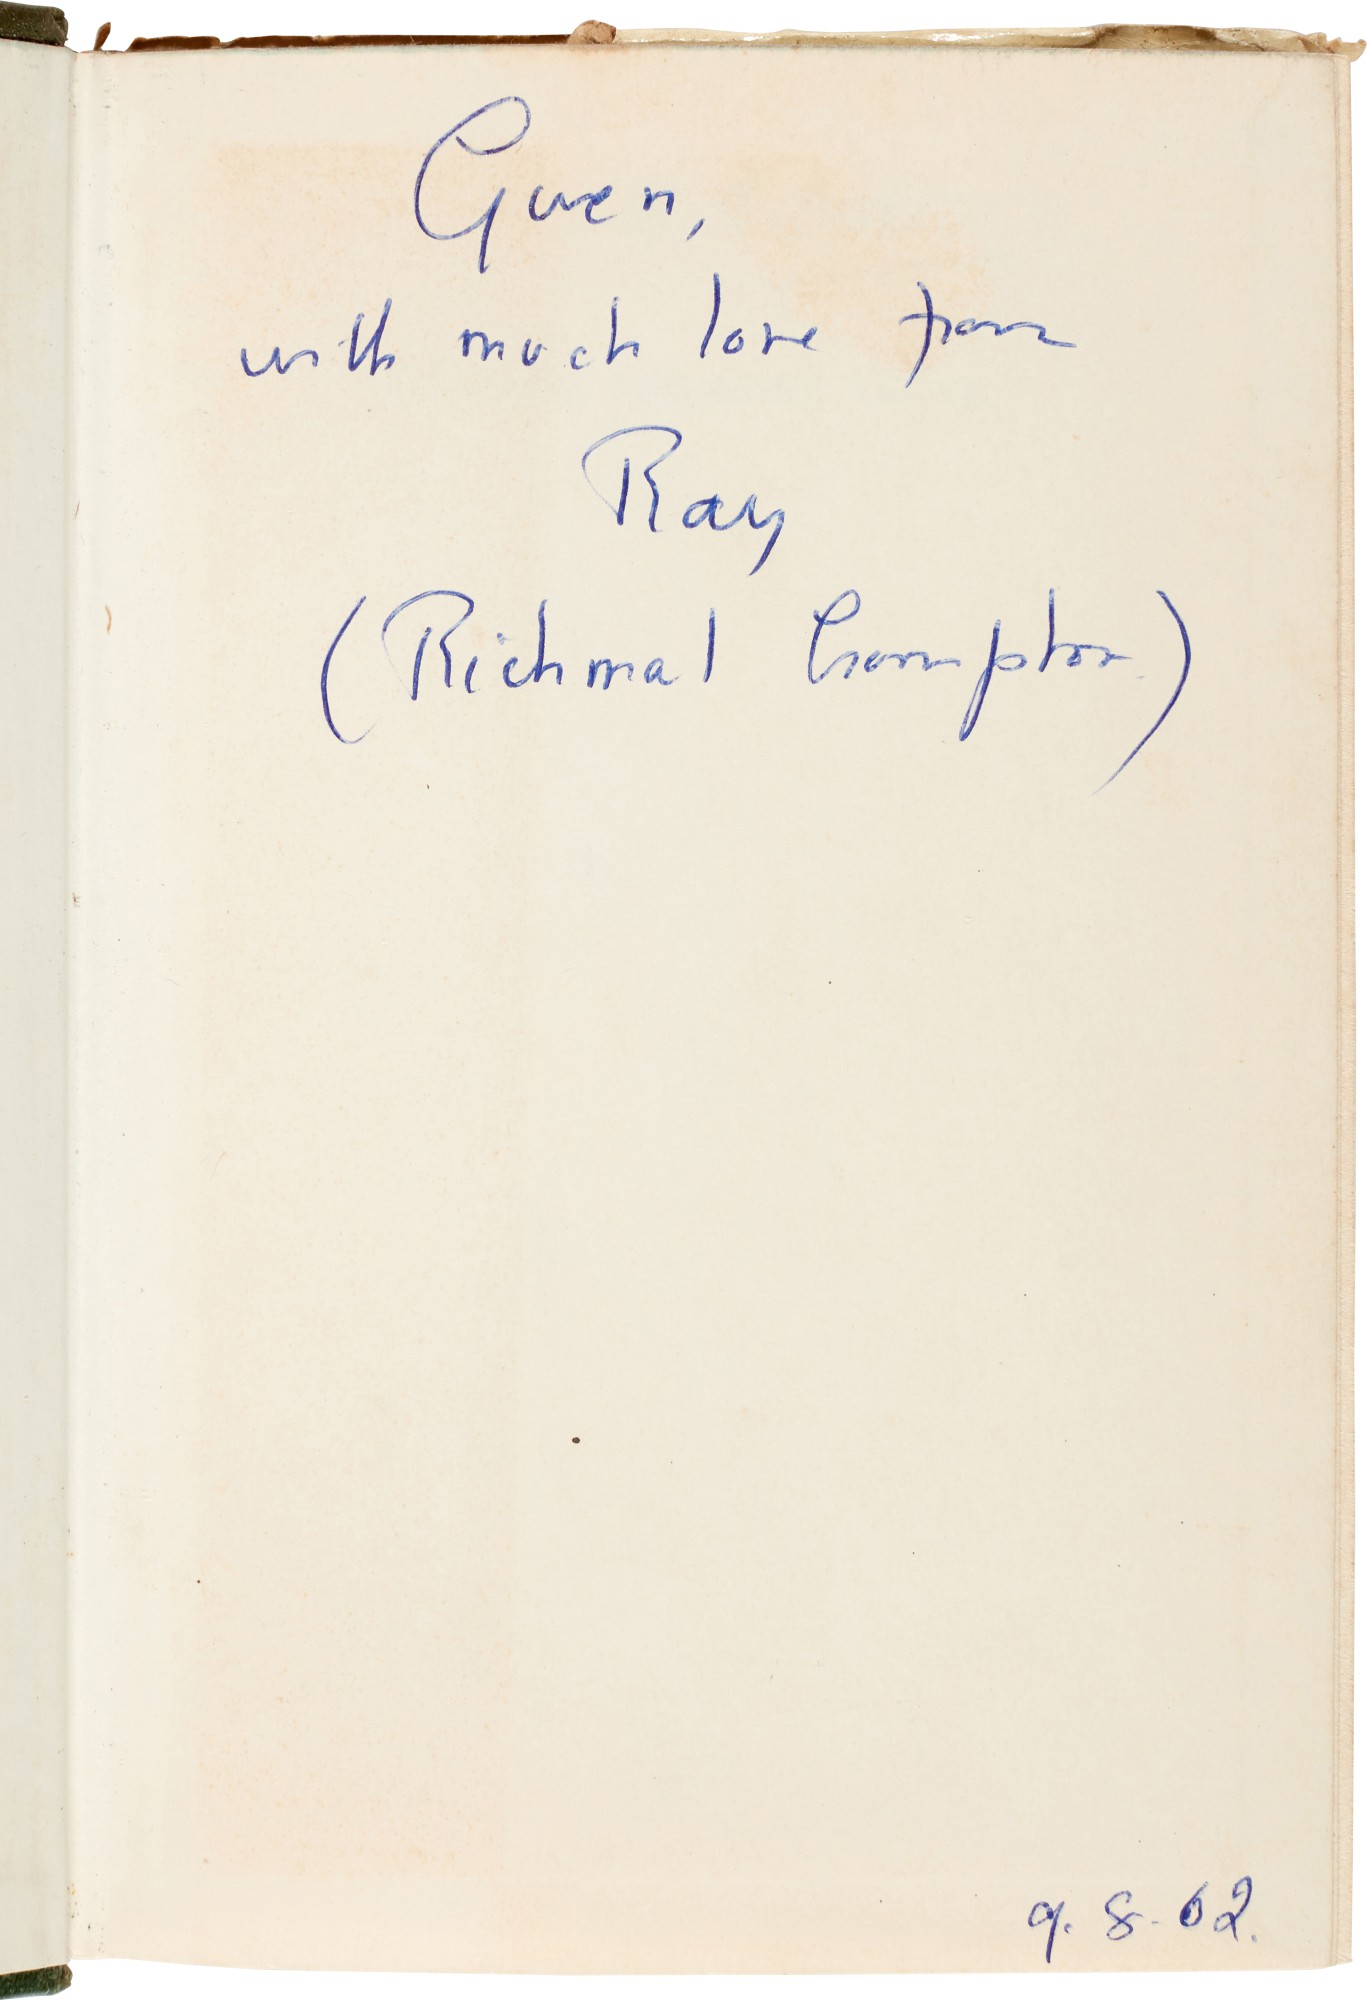 Gwen,
with much love from
Ray
(Richmal Crompton.)
9. 8. 62.